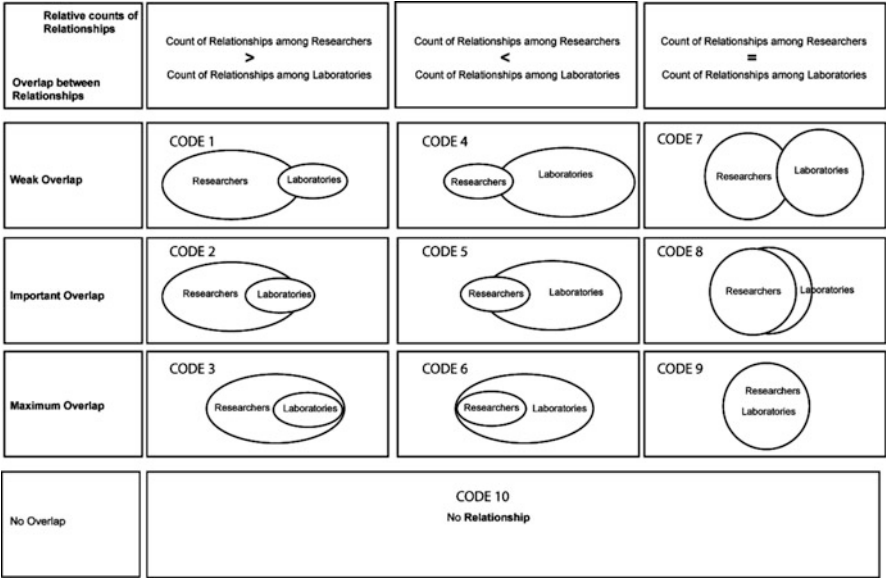 Relative counts of
Relationships
Overlap between
Relationships
Count of Relationships among Researchers
>
Count of Relationships among Laboratories
Count of Relationships among Researchers
<
Count of Relationships among Laboratories
Count of Relationships among Researchers
=
Count of Relationships among Laboratories
Weak Overlap
CODE 1
Researchers
Laboratories
CODE 4
Researchers
Laboratories
CODE 7
Researchers
Laboratories
Important Overlap
CODE 2
Researchers
Laboratories
CODE 5
Researchers
Laboratories
CODE 8
Researchers
Laboratories
Maximum Overlap
CODE 3
Researchers
Laboratories
CODE 6
Researchers
Laboratories
CODE 9
Researchers
Laboratories
No Overlap
CODE 10
No Relationship